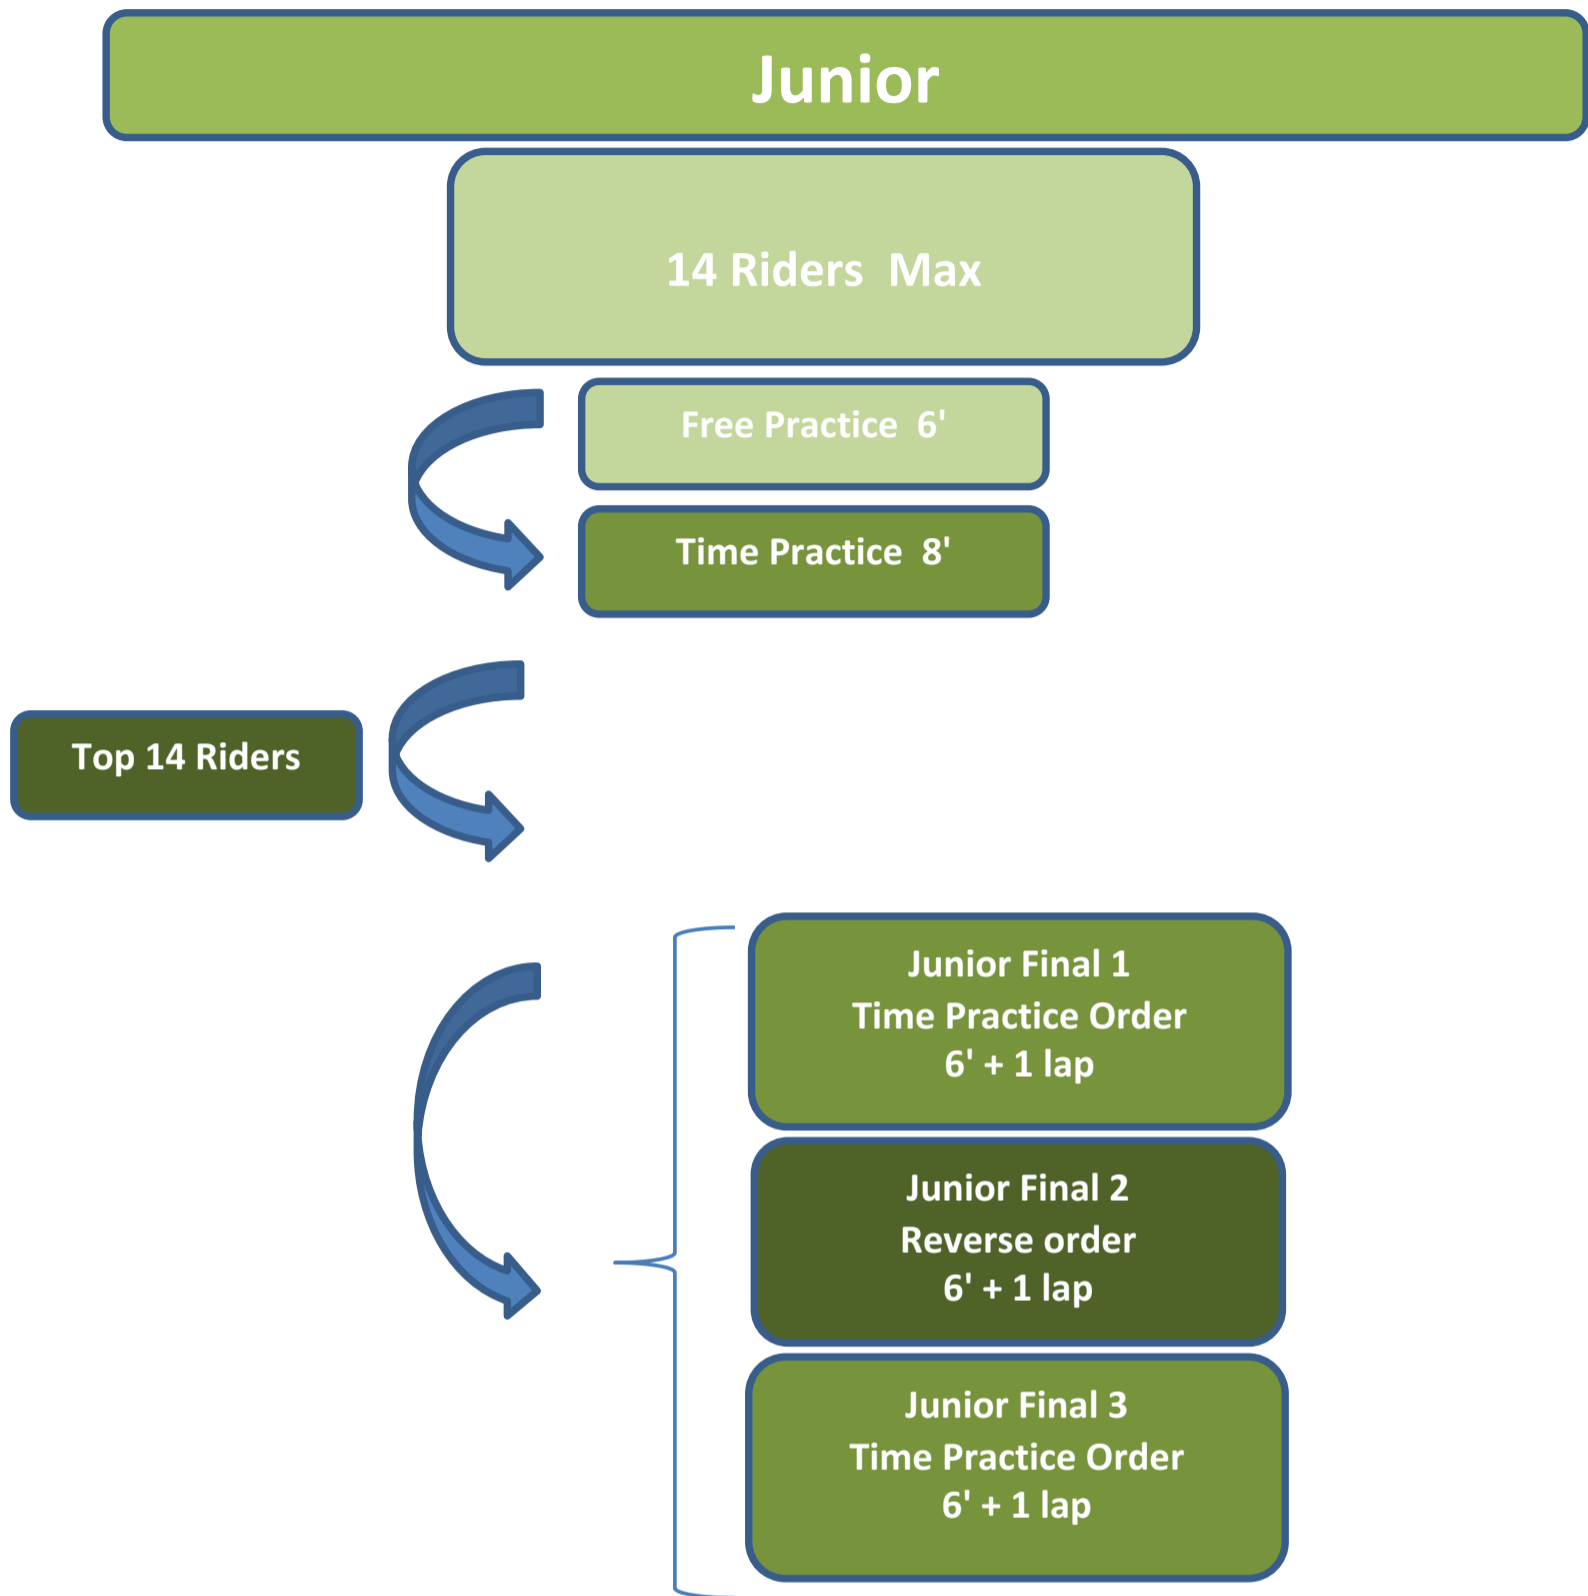 Junior
14 Riders  Max
Free Practice  6'
Time Practice  8'
Top 14 Riders
Junior Final 1
Time Practice Order
6' + 1 lap
Junior Final 2
Reverse order
6' + 1 lap
Junior Final 3
Time Practice Order
6' + 1 lap